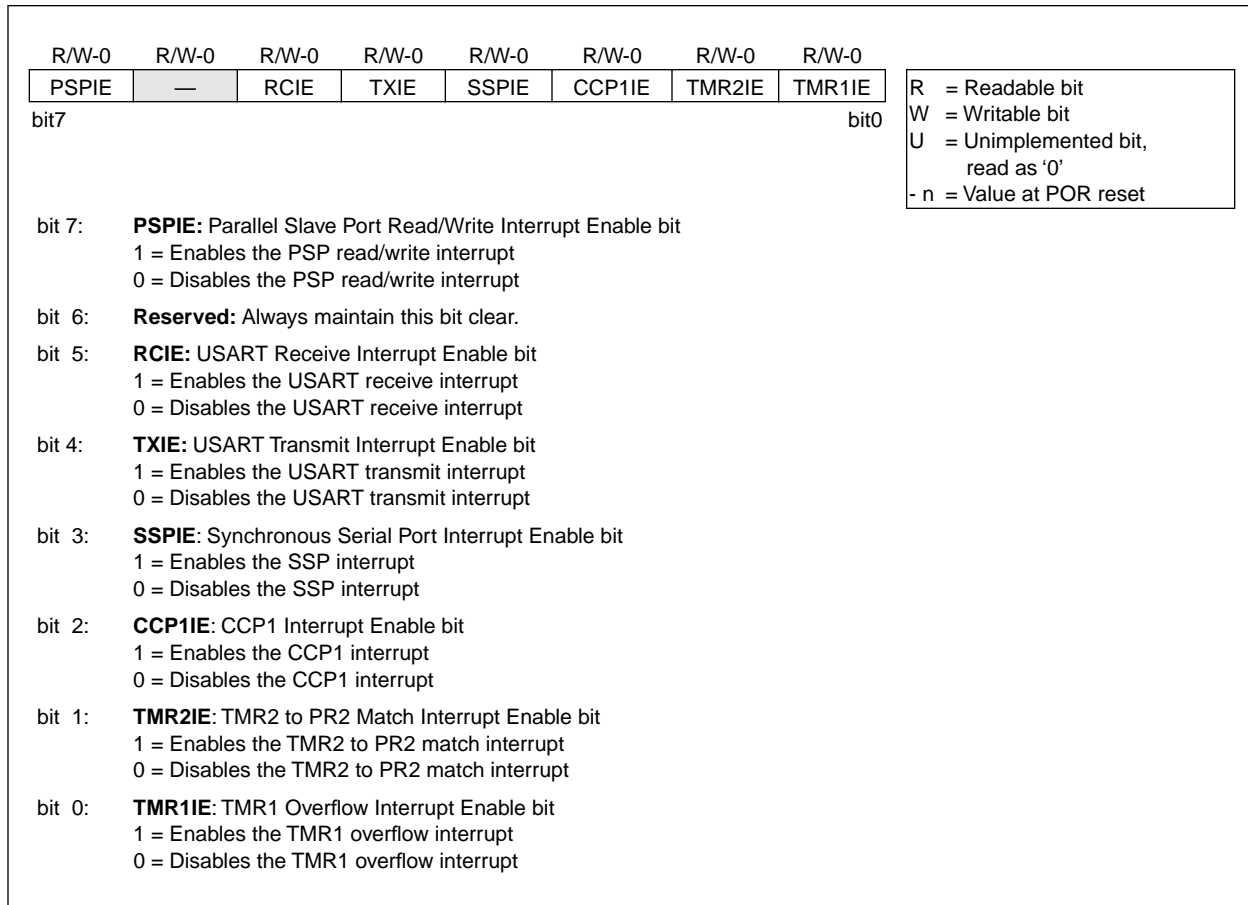 R/W-0 R/W-0 R/W-0 R/W-0 R/W-0 R/W-0 R/W-0 R/W-0
PSPIE — RCIE TXIE SSPIE CCP1IE TMR2IE TMR1IE
bit7 bit0
R = Readable bit
W = Writable bit
U = Unimplemented bit,
read as ‘0’
- n = Value at POR reset
bit 7: PSPIE: Parallel Slave Port Read/Write Interrupt Enable bit
1 = Enables the PSP read/write interrupt
0 = Disables the PSP read/write interrupt
bit 6: Reserved: Always maintain this bit clear.
bit 5: RCIE: USART Receive Interrupt Enable bit
1 = Enables the USART receive interrupt
0 = Disables the USART receive interrupt
bit 4: TXIE: USART Transmit Interrupt Enable bit
1 = Enables the USART transmit interrupt
0 = Disables the USART transmit interrupt
bit 3: SSPIE: Synchronous Serial Port Interrupt Enable bit
1 = Enables the SSP interrupt
0 = Disables the SSP interrupt
bit 2: CCP1IE: CCP1 Interrupt Enable bit
1 = Enables the CCP1 interrupt
0 = Disables the CCP1 interrupt
bit 1: TMR2IE: TMR2 to PR2 Match Interrupt Enable bit
1 = Enables the TMR2 to PR2 match interrupt
0 = Disables the TMR2 to PR2 match interrupt
bit 0: TMR1IE: TMR1 Overflow Interrupt Enable bit
1 = Enables the TMR1 overflow interrupt
0 = Disables the TMR1 overflow interrupt